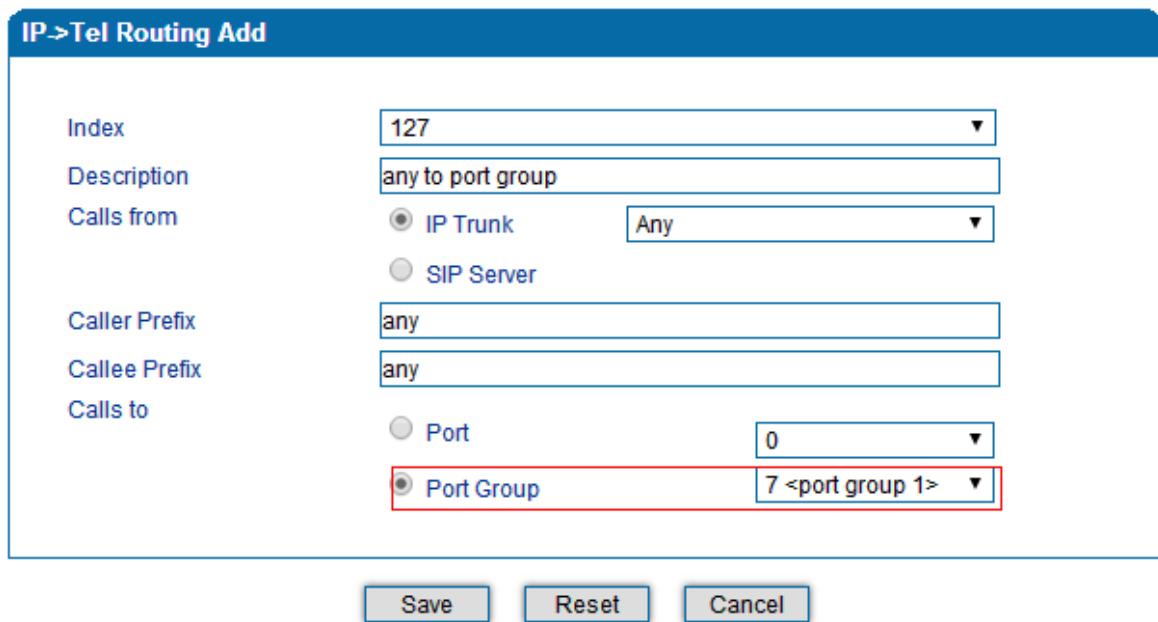 IP->Tel Routing Add
Index 127
Description any to port group
Calls from IP Trunk Any
SIP Server
Caller Prefix any
Callee Prefix any
Calls to
Port 0
Port Group 7 <port group 1>
Save Reset Cancel